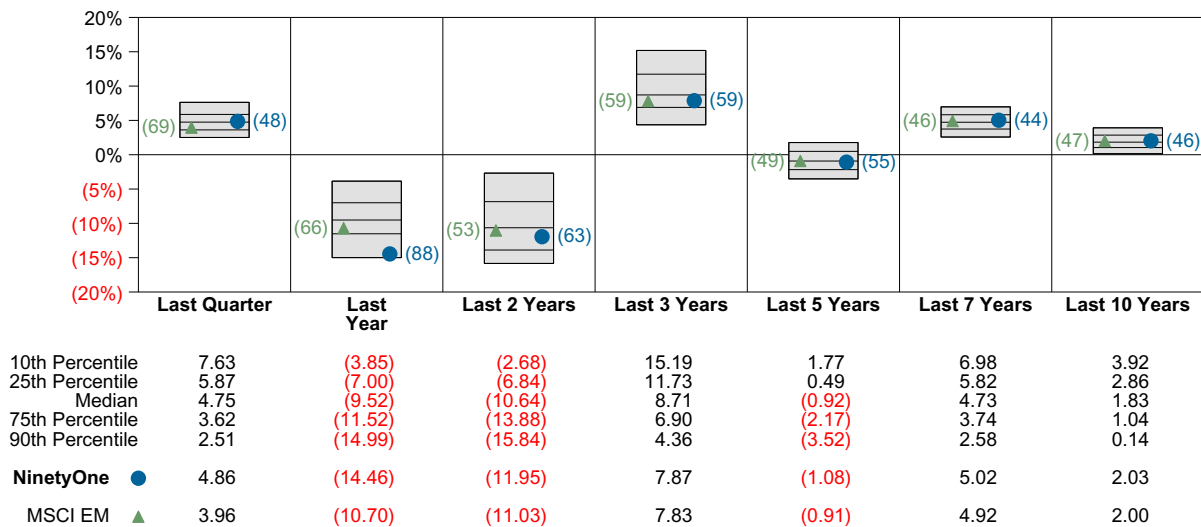 20%
15%
10%
5%
0%
(5%)
(10%)
(15%)
(20%)
(69) (48)
(66) (88)
(53) (63)
(59) (59)
(49) (55)
(46) (44)
(47) (46)
Last Quarter Last Year Last 2 Years Last 3 Years Last 5 Years Last 7 Years Last 10 Years
10th Percentile 7.63 (3.85) (2.68) 15.19 1.77 6.98 3.92
25th Percentile 5.87 (7.00) (6.84) 11.73 0.49 5.82 2.86
Median 4.75 (9.52) (10.64) 8.71 (0.92) 4.73 1.83
75th Percentile 3.62 (11.52) (13.88) 6.90 (2.17) 3.74 1.04
90th Percentile 2.51 (14.99) (15.84) 4.36 (3.52) 2.58 0.14
NinetyOne 4.86 (14.46) (11.95) 7.87 (1.08) 5.02 2.03
MSCI EM 3.96 (10.70) (11.03) 7.83 (0.91) 4.92 2.00